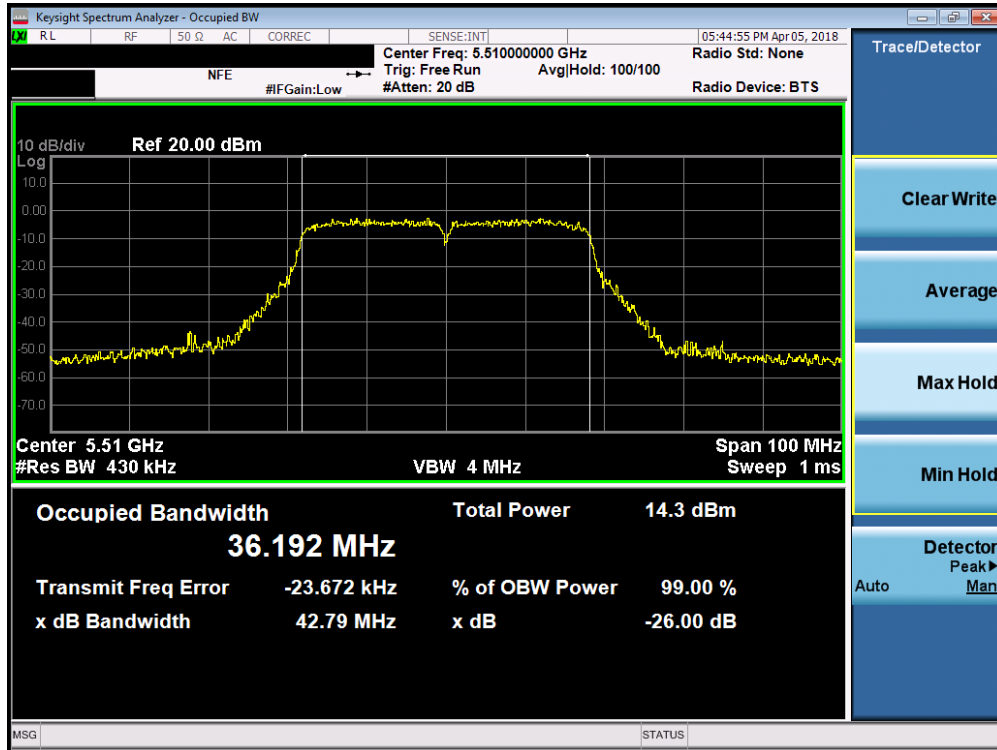 Keysight Spectrum Analyzer - Occupied BW
LXI RL RF 50 Ω AC CORREC SENSE:INT 05:44:55 PM Apr 05, 2018
Center Freq: 5.510000000 GHz Radio Std: None
NFE Trig: Free Run Avg|Hold: 100/100
#IFGain:Low #Atten: 20 dB Radio Device: BTS
Trace/Detector
10 dB/div Ref 20.00 dBm
Log
10.0
0.00
-10.0
-20.0
-30.0
-40.0
-50.0
-60.0
-70.0
Center 5.51 GHz Span 100 MHz
#Res BW 430 kHz VBW 4 MHz Sweep 1 ms
Occupied Bandwidth Total Power 14.3 dBm
36.192 MHz
Transmit Freq Error -23.672 kHz % of OBW Power 99.00 %
x dB Bandwidth 42.79 MHz x dB -26.00 dB
Clear Write
Average
Max Hold
Min Hold
Detector
Peak▶
Auto Man
MSG STATUS